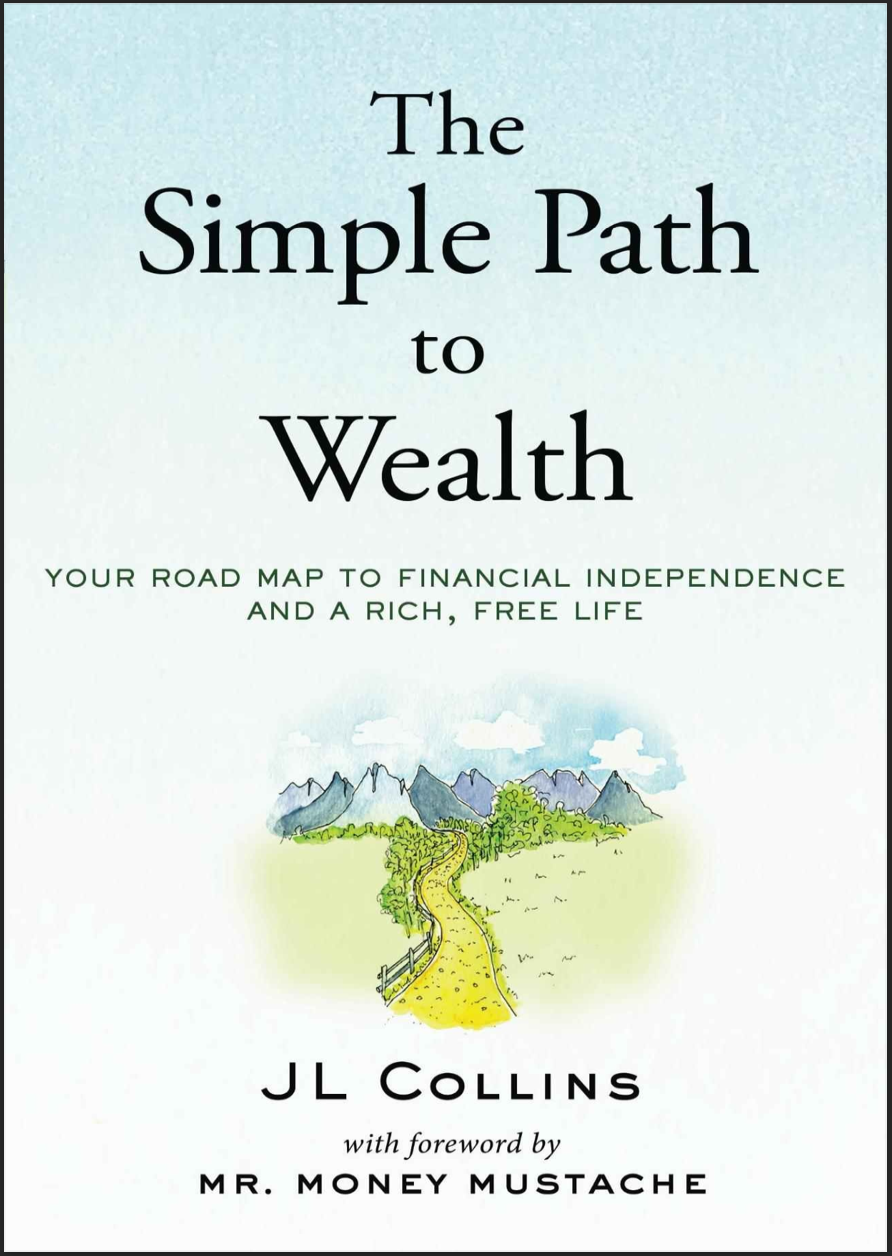 The
Simple Path
to
Wealth
YOUR ROAD MAP TO FINANCIAL INDEPENDENCE
AND A RICH, FREE LIFE
JL COLLINS
with foreword by
MR. MONEY MUSTACHE